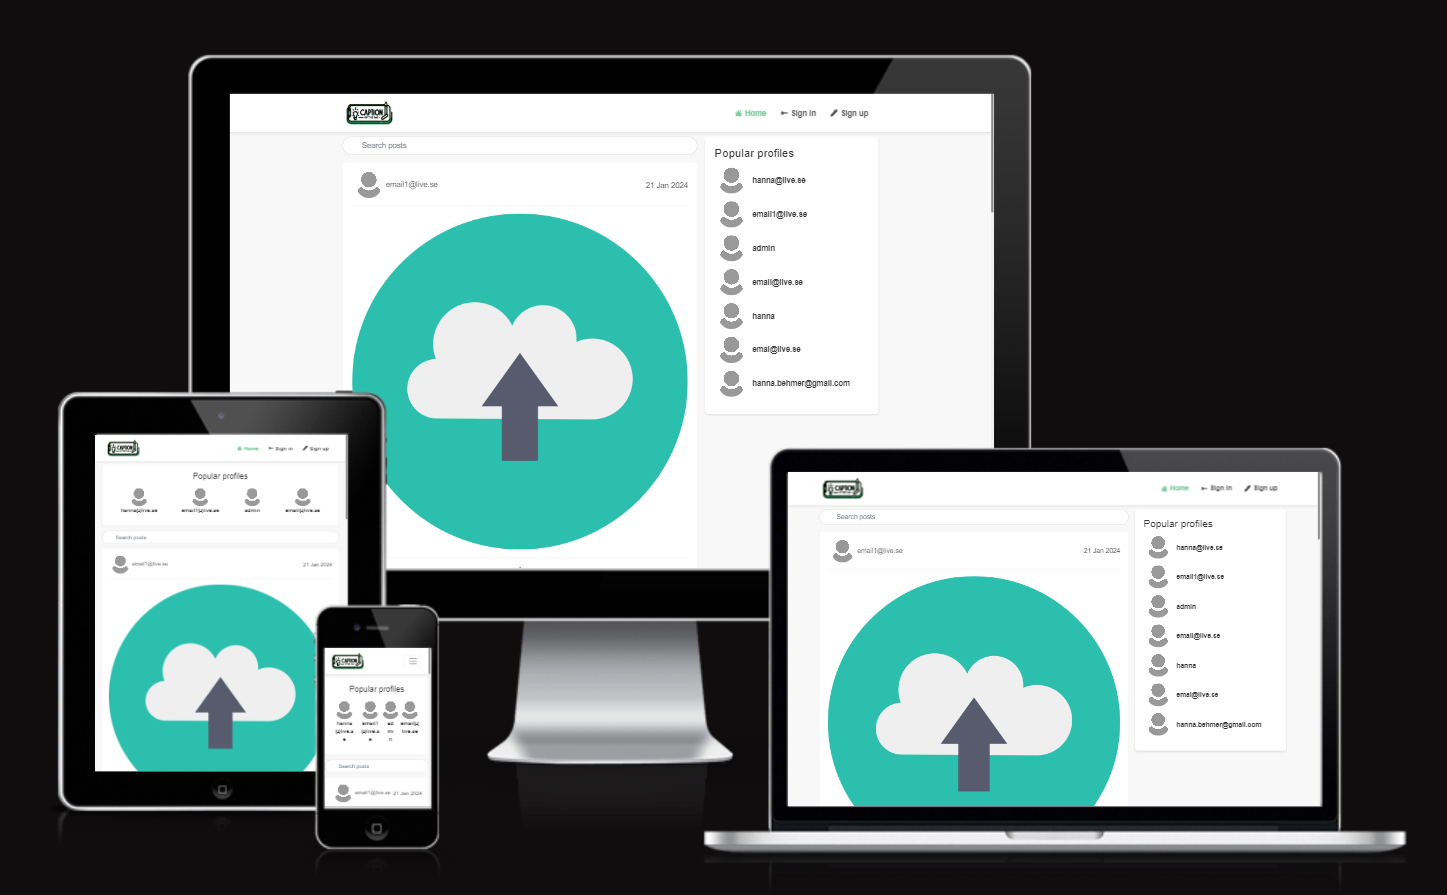 CAPTION
Home
Sign in
Sign up
Search posts
email1@live.se
21 Jan 2024
Popular profiles
hanna@live.se
email1@live.se
admin
email@live.se
hanna
emal@live.se
hanna.behmer@gmail.com
CAPTION
Home
Sign in
Sign up
Popular profiles
hanna@live.se
email1@live.se
admin
email@live.se
Search posts
email1@live.se
21 Jan 2024
CAPTION
Popular profiles
hanna
@live.s
e
email1
@live.s
e
ad
mi
n
email@
live.se
Search posts
email1@live.se
21 Jan 2024
CAPTION
Home
Sign in
Sign up
Search posts
email1@live.se
21 Jan 2024
Popular profiles
hanna@live.se
email1@live.se
admin
email@live.se
hanna
emal@live.se
hanna.behmer@gmail.com